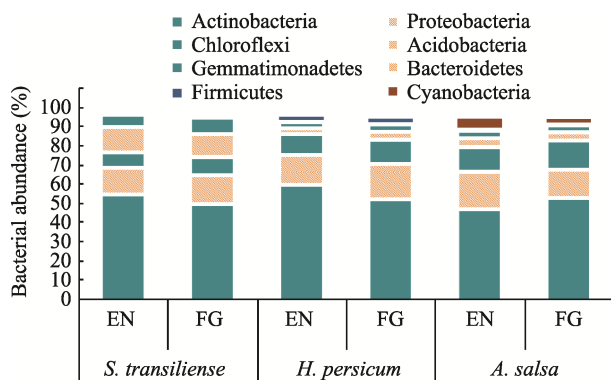 Actinobacteria Proteobacteria
Chloroflexi Acidobacteria
Gemmatimonadetes Bacteroidetes
Firmicutes Cyanobacteria
Bacterial abundance (%)
100
90
80
70
60
50
40
30
20
10
0
EN FG EN FG EN FG
S. transiliense H. persicum A. salsa